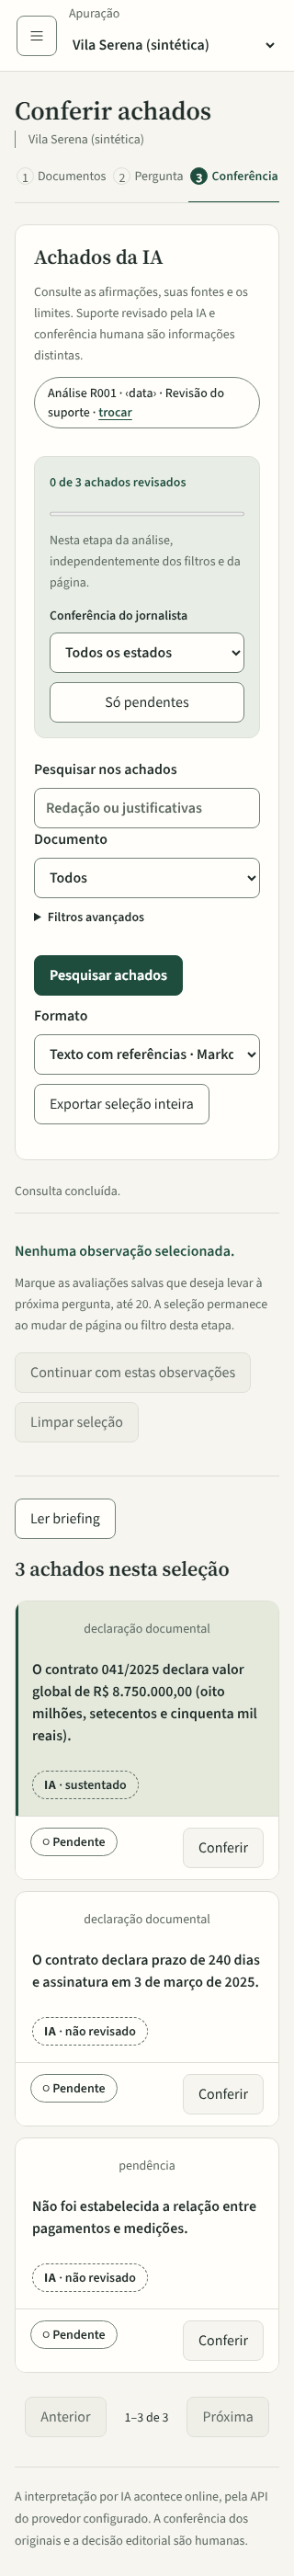 Apuração
Vila Serena (sintética)
Conferir achados
Vila Serena (sintética)
1 Documentos 2 Pergunta 3 Conferência
Achados da IA
Consulte as afirmações, suas fontes e os
limites. Suporte revisado pela IA e
conferência humana são informações
distintas.
Análise R001 · ‹data› · Revisão do
suporte · trocar
0 de 3 achados revisados
Nesta etapa da análise,
independentemente dos filtros e da
página.
Conferência do jornalista
Todos os estados
Só pendentes
Pesquisar nos achados
Redação ou justificativas
Documento
Todos
Filtros avançados
Pesquisar achados
Formato
Texto com referências · Markd
Exportar seleção inteira
Consulta concluída.
Nenhuma observação selecionada.
Marque as avaliações salvas que deseja levar à
próxima pergunta, até 20. A seleção permanece
ao mudar de página ou filtro desta etapa.
Continuar com estas observações
Limpar seleção
Ler briefing
3 achados nesta seleção
declaração documental
O contrato 041/2025 declara valor
global de R$ 8.750.000,00 (oito
milhões, setecentos e cinquenta mil
reais).
IA · sustentado
Pendente
Conferir
declaração documental
O contrato declara prazo de 240 dias
e assinatura em 3 de março de 2025.
IA · não revisado
Pendente
Conferir
pendência
Não foi estabelecida a relação entre
pagamentos e medições.
IA · não revisado
Pendente
Conferir
Anterior 1–3 de 3 Próxima
A interpretação por IA acontece online, pela API
do provedor configurado. A conferência dos
originais e a decisão editorial são humanas.